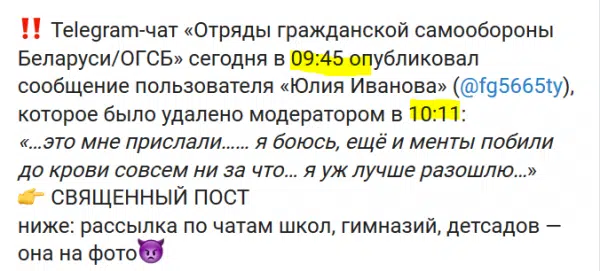 ‼️ Telegram-чат «Отряды гражданской самообороны
Беларуси/ОГСБ» сегодня в 09:45 опубликовал
сообщение пользователя «Юлия Иванова» (@fg5665ty),
которое было удалено модератором в 10:11:
«…это мне прислали…… я боюсь, ещё и менты побили
до крови совсем ни за что… я уж лучше разошлю…»
👉 СВЯЩЕННЫЙ ПОСТ
ниже: рассылка по чатам школ, гимназий, детсадов —
она на фото👿